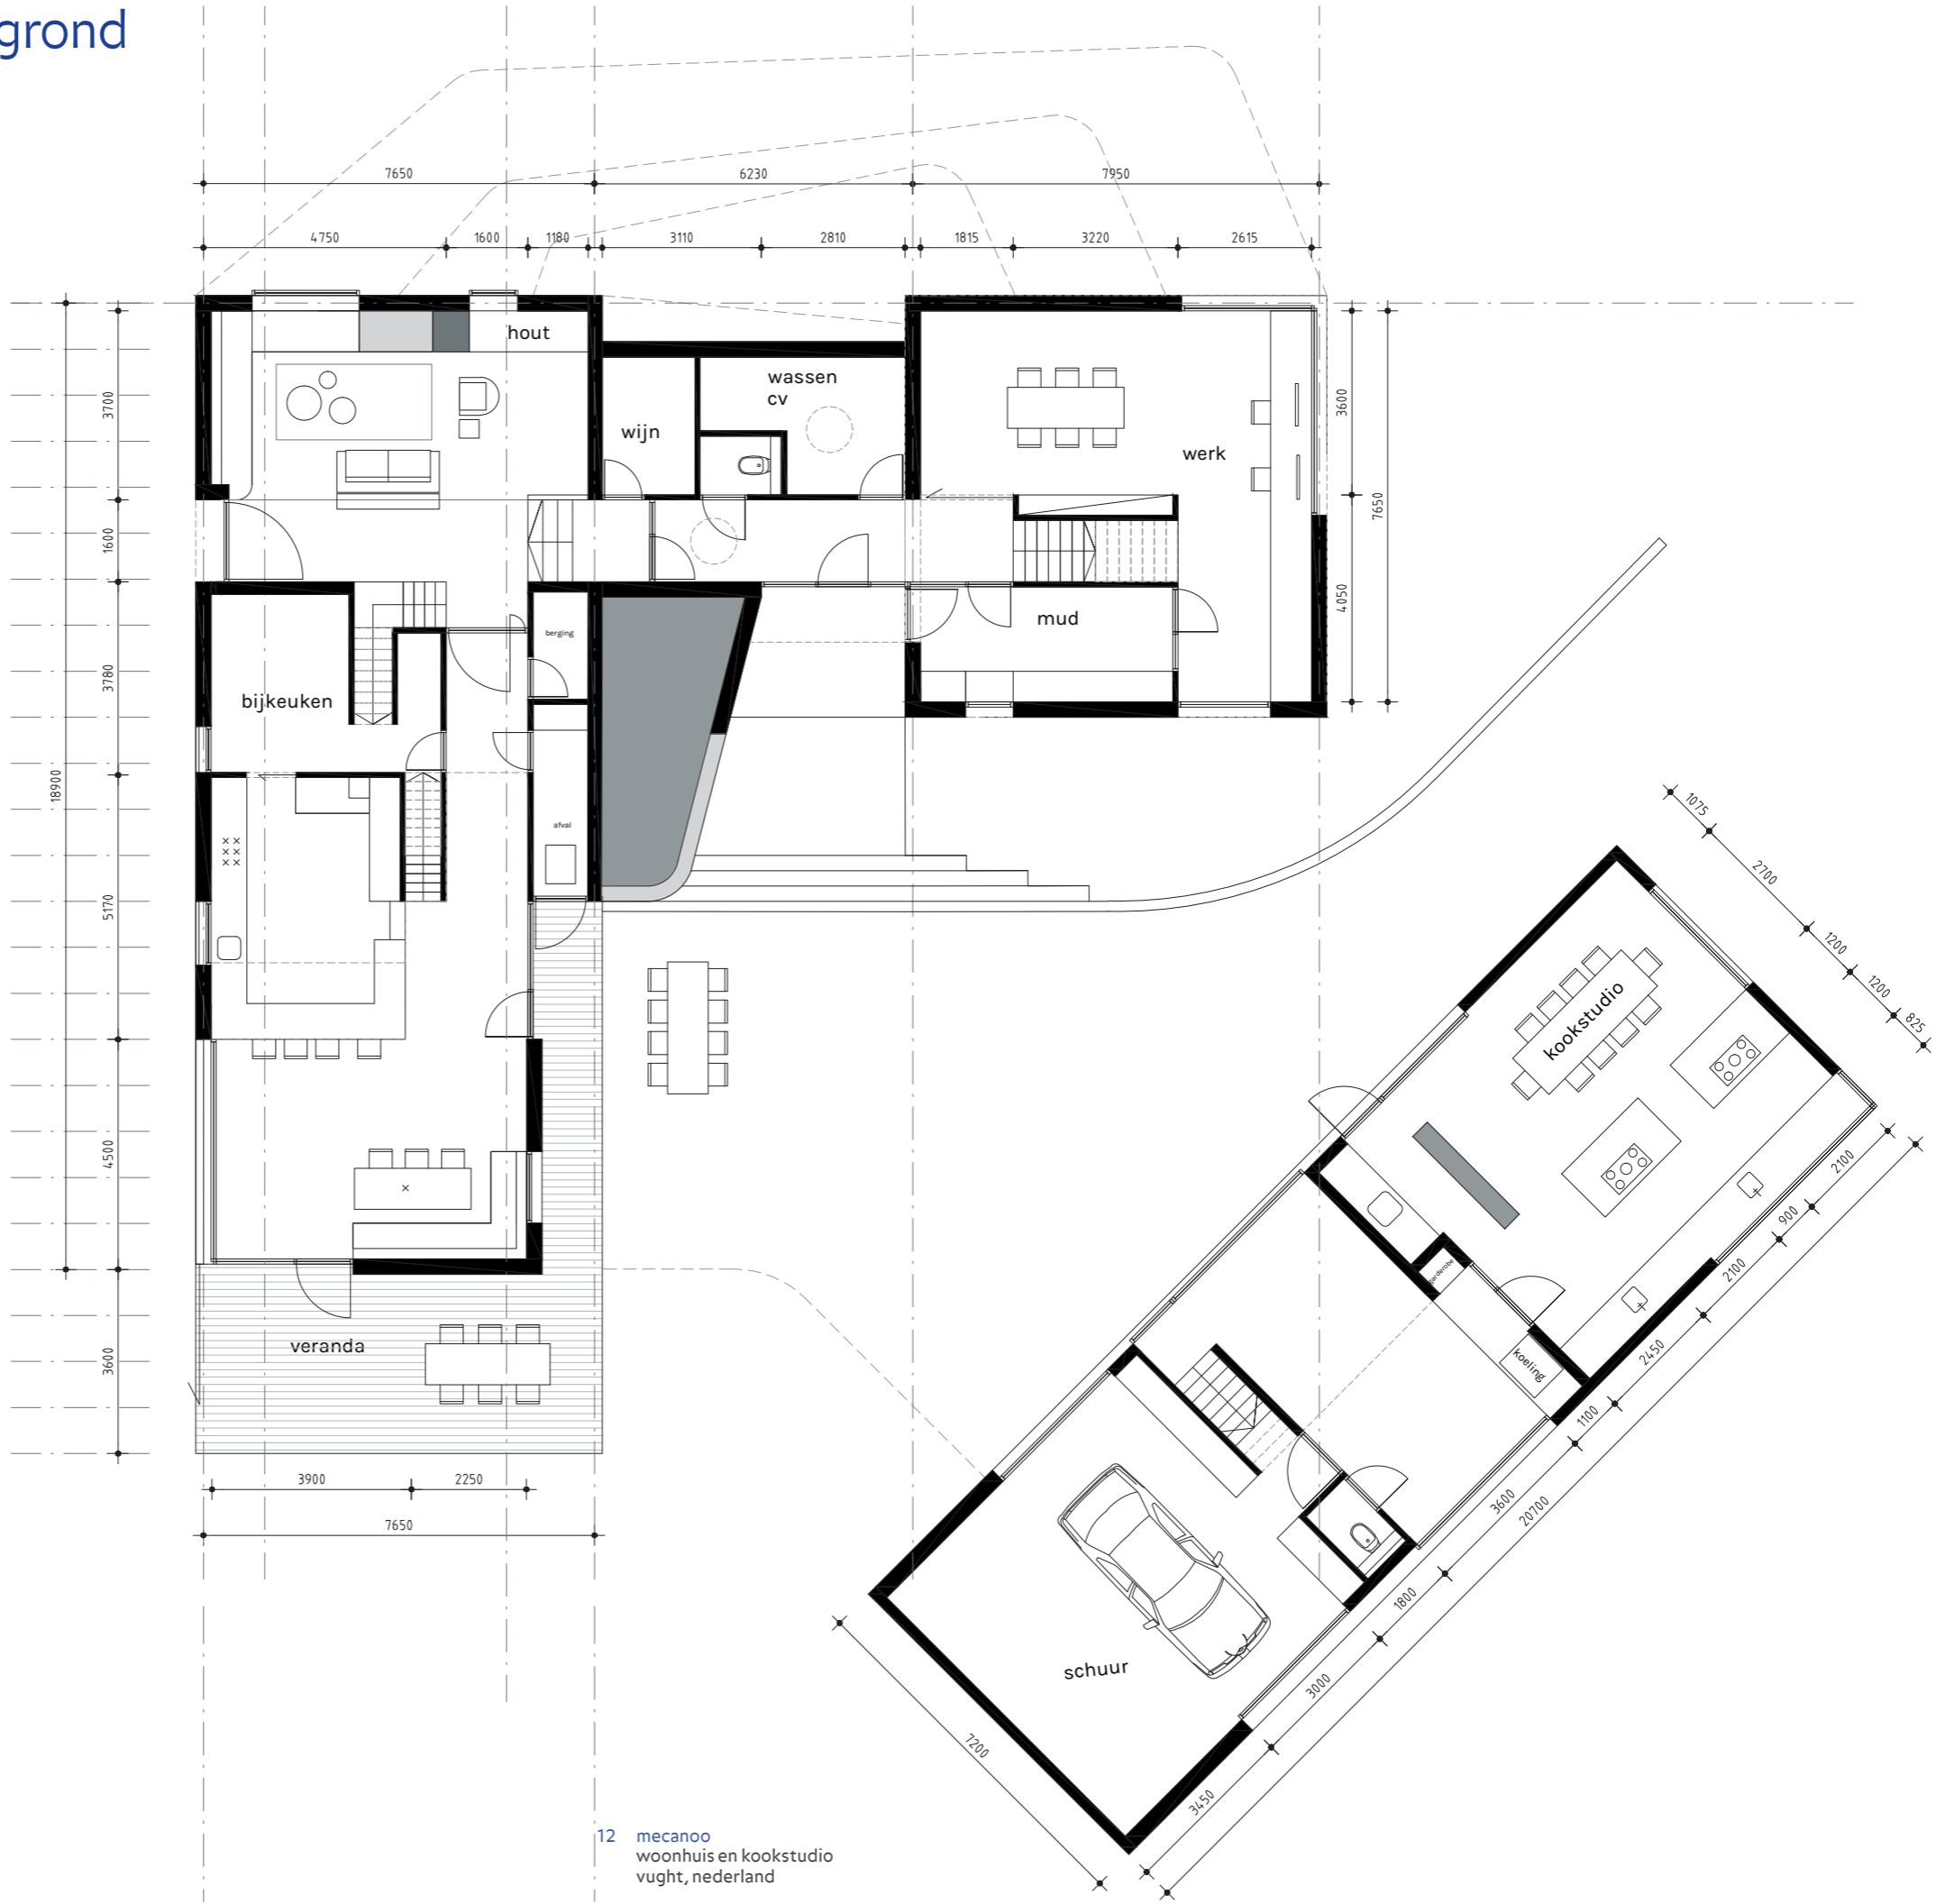 grond
7650
6230
7950
4750
1600
1180
3110
2810
1815
3220
2615
hout
wassen
cv
wijn
werk
3700
1600
3780
18900
5170
4500
3600
3600
7650
4050
mud
berging
bijkeuken
afval
veranda
3900
2250
7650
1075
2700
1200
1200
825
kookstudio
2100
900
2100
2450
1100
3600
20700
1800
3000
3450
7200
garderobe
koeling
schuur
12 mecanoo
woonhuis en kookstudio
vught, nederland